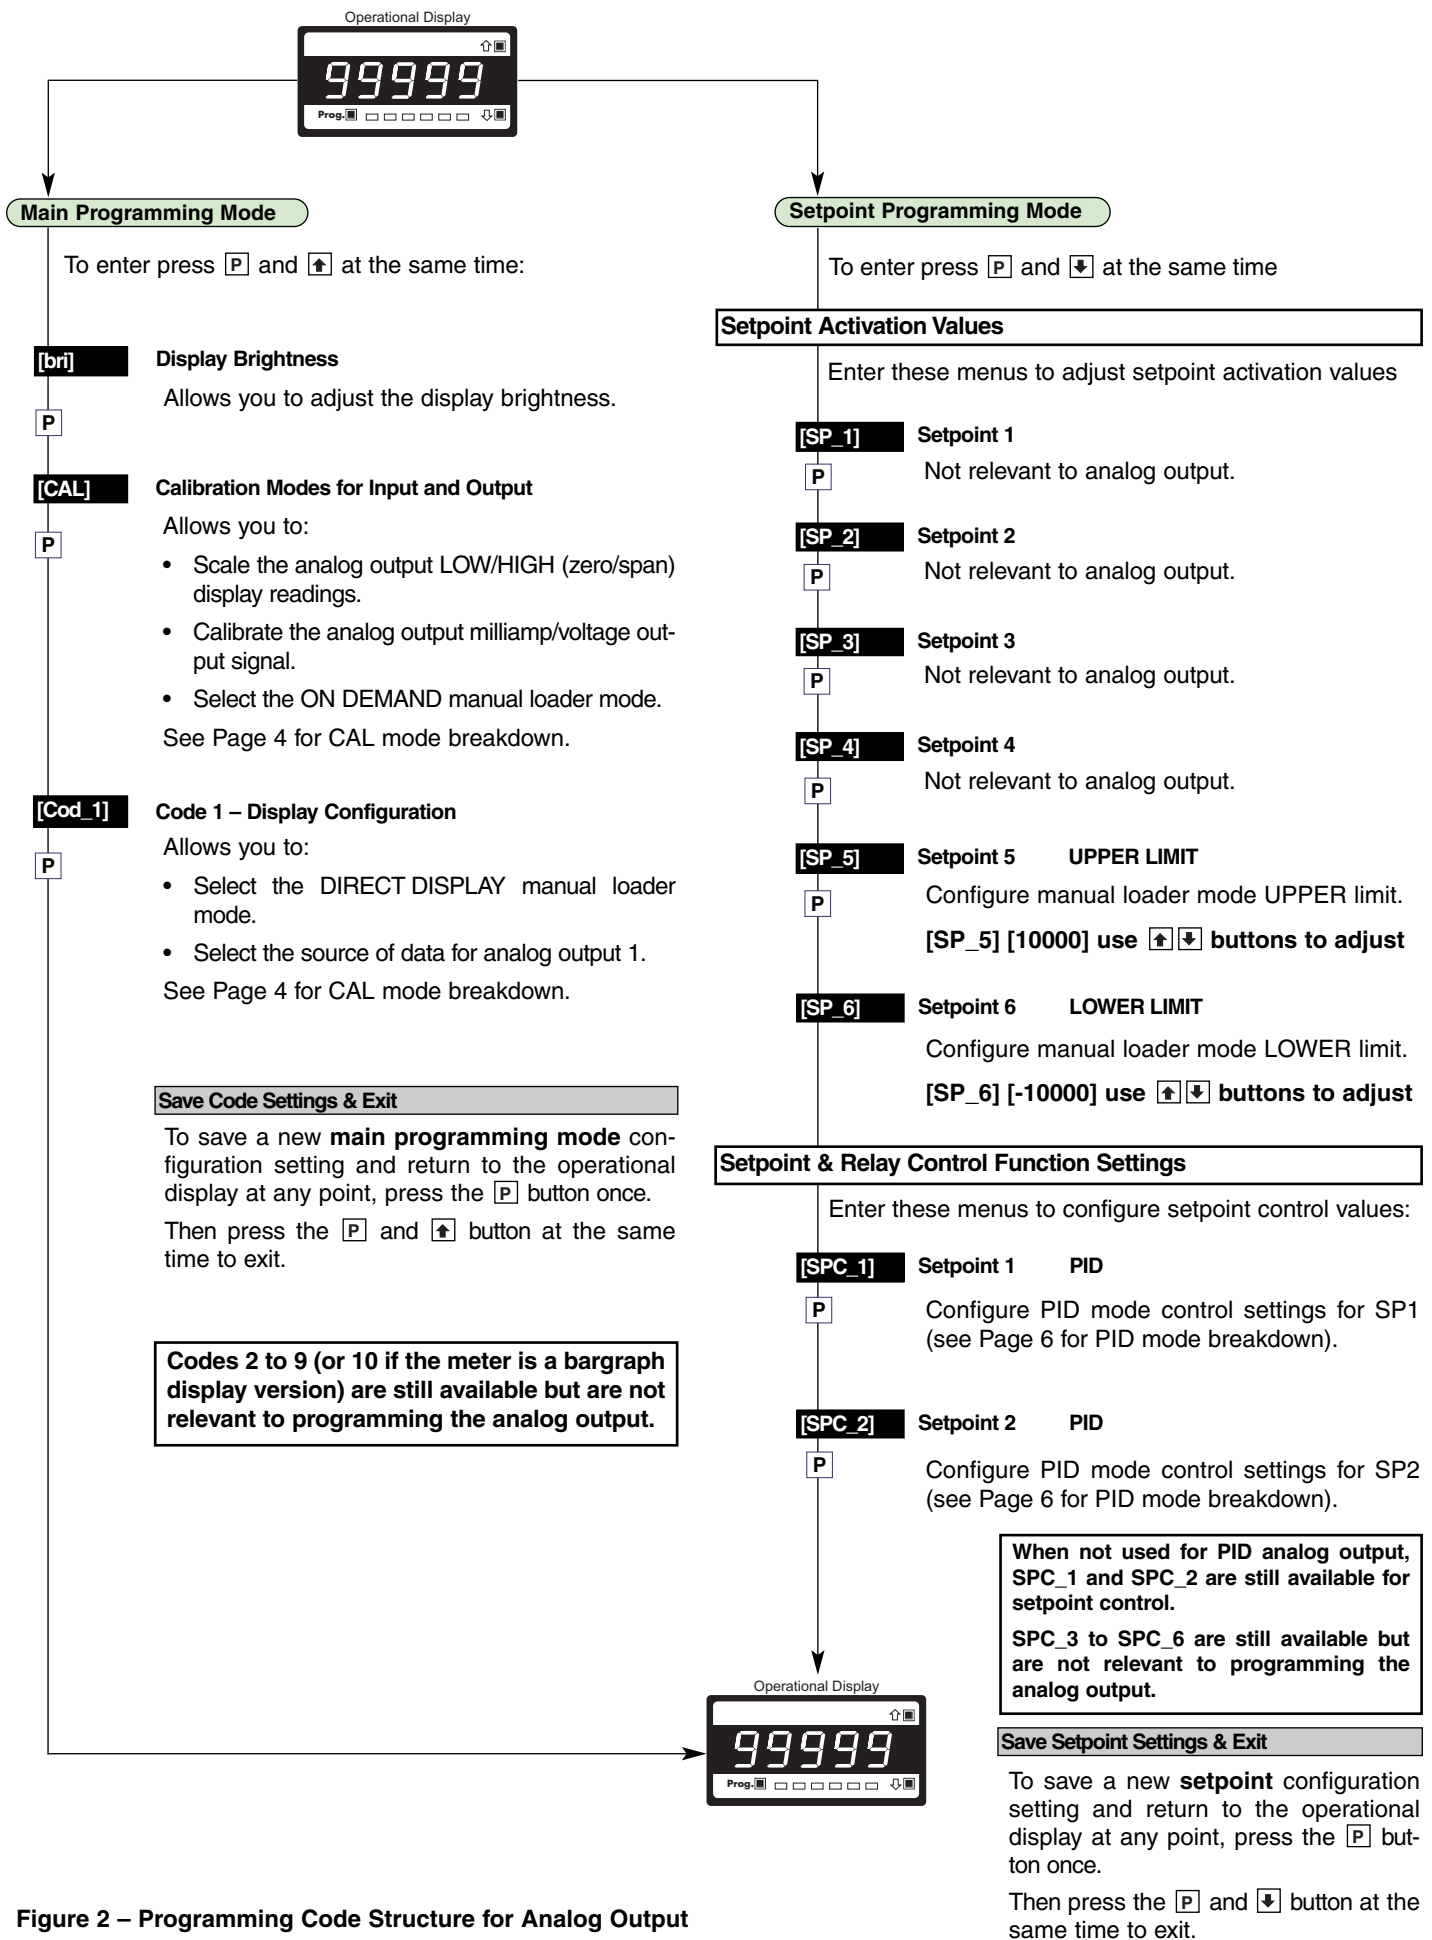 Operational Display
99999
Prog.
Main Programming Mode
To enter press P and ⬆ at the same time:
[bri] Display Brightness
Allows you to adjust the display brightness.
P
[CAL] Calibration Modes for Input and Output
P
Allows you to:
• Scale the analog output LOW/HIGH (zero/span)
display readings.
• Calibrate the analog output milliamp/voltage out-
put signal.
• Select the ON DEMAND manual loader mode.
See Page 4 for CAL mode breakdown.
[Cod_1] Code 1 – Display Configuration
P
Allows you to:
• Select the DIRECT DISPLAY manual loader
mode.
• Select the source of data for analog output 1.
See Page 4 for CAL mode breakdown.
Save Code Settings & Exit
To save a new main programming mode con-
figuration setting and return to the operational
display at any point, press the P button once.
Then press the P and ⬆ button at the same
time to exit.
Codes 2 to 9 (or 10 if the meter is a bargraph
display version) are still available but are not
relevant to programming the analog output.
Setpoint Programming Mode
To enter press P and ⬇ at the same time
Setpoint Activation Values
Enter these menus to adjust setpoint activation values
[SP_1] Setpoint 1
P
Not relevant to analog output.
[SP_2] Setpoint 2
P
Not relevant to analog output.
[SP_3] Setpoint 3
P
Not relevant to analog output.
[SP_4] Setpoint 4
P
Not relevant to analog output.
[SP_5] Setpoint 5 UPPER LIMIT
P
Configure manual loader mode UPPER limit.
[SP_5] [10000] use ⬆⬇ buttons to adjust
[SP_6] Setpoint 6 LOWER LIMIT
Configure manual loader mode LOWER limit.
[SP_6] [-10000] use ⬆⬇ buttons to adjust
Setpoint & Relay Control Function Settings
Enter these menus to configure setpoint control values:
[SPC_1] Setpoint 1 PID
P
Configure PID mode control settings for SP1
(see Page 6 for PID mode breakdown).
[SPC_2] Setpoint 2 PID
P
Configure PID mode control settings for SP2
(see Page 6 for PID mode breakdown).
When not used for PID analog output,
SPC_1 and SPC_2 are still available for
setpoint control.
SPC_3 to SPC_6 are still available but
are not relevant to programming the
analog output.
Operational Display
99999
Prog.
Save Setpoint Settings & Exit
To save a new setpoint configuration
setting and return to the operational
display at any point, press the P but-
ton once.
Then press the P and ⬇ button at the
same time to exit.
Figure 2 – Programming Code Structure for Analog Output